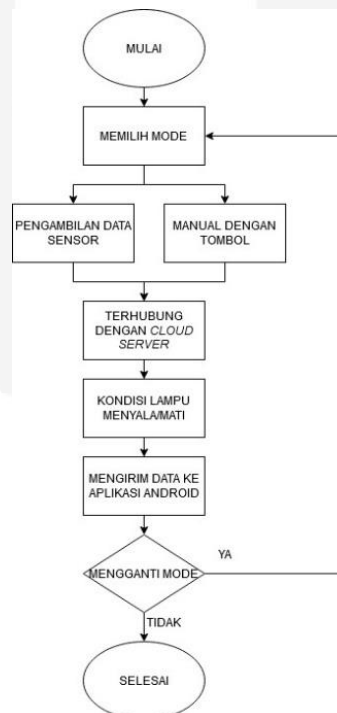 MULAI
MEMILIH MODE
PENGAMBILAN DATA
SENSOR
MANUAL DENGAN
TOMBOL
TERHUBUNG
DENGAN CLOUD
SERVER
KONDISI LAMPU
MENYALA/MATI
MENGIRIM DATA KE
APLIKASI ANDROID
MENGGANTI MODE
YA
TIDAK
SELESAI